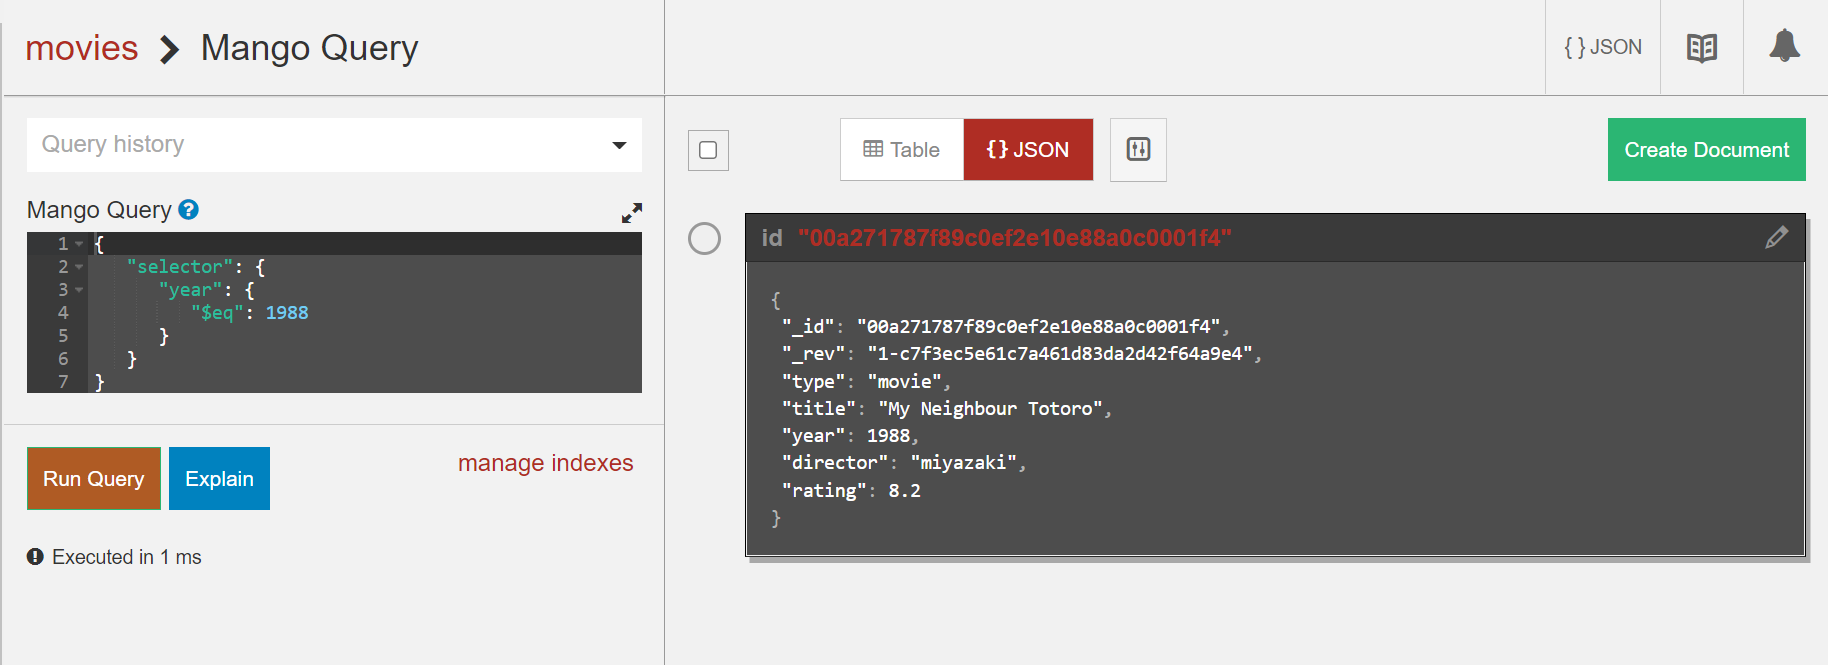 movies > Mango Query
{ } JSON
Query history
Mango Query ?
1 {
2 "selector": {
3 "year": {
4 "$eq": 1988
5 }
6 }
7 }
Run Query
Explain
manage indexes
Executed in 1 ms
Table
{} JSON
Create Document
id "00a271787f89c0ef2e10e88a0c0001f4"
{
"_id": "00a271787f89c0ef2e10e88a0c0001f4",
"_rev": "1-c7f3ec5e61c7a461d83da2d42f64a9e4",
"type": "movie",
"title": "My Neighbour Totoro",
"year": 1988,
"director": "miyazaki",
"rating": 8.2
}